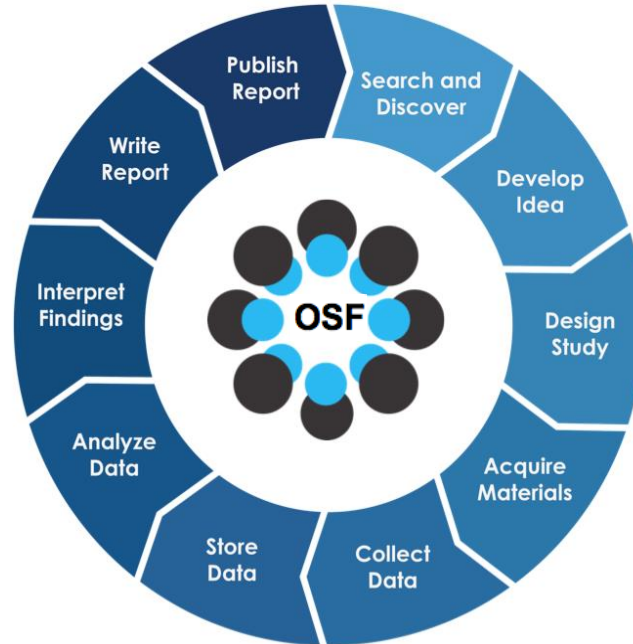 Search and
Discover
Develop
Idea
Design
Study
Acquire
Materials
Collect
Data
Store
Data
Analyze
Data
Interpret
Findings
Write
Report
Publish
Report
OSF